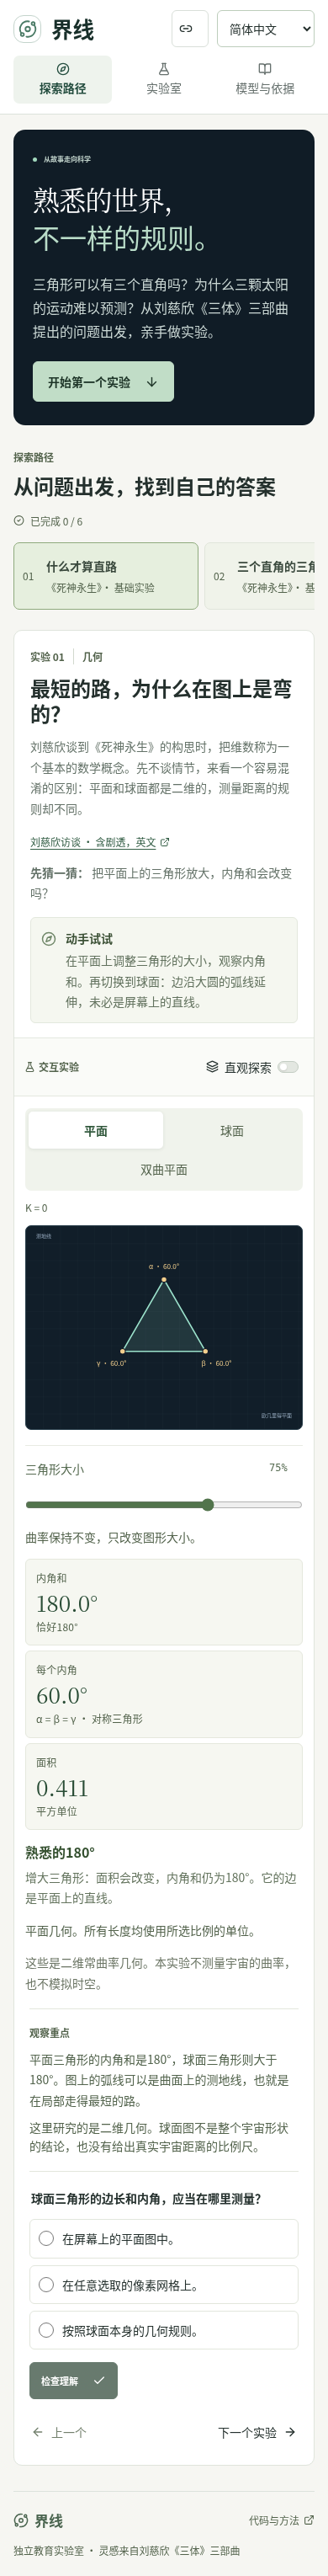 界线
简体中文
探索路径
实验室
模型与依据
从故事走向科学
熟悉的世界，
不一样的规则。
三角形可以有三个直角吗？为什么三颗太阳
的运动难以预测？从刘慈欣《三体》三部曲
提出的问题出发，亲手做实验。
开始第一个实验
探索路径
从问题出发，找到自己的答案
已完成 0 / 6
01
什么才算直路
《死神永生》· 基础实验
02
三个直角的三角
《死神永生》· 基
实验 01
几何
最短的路，为什么在图上是弯
的？
刘慈欣谈到《死神永生》的构思时，把维数称为一
个基本的数学概念。先不谈情节，来看一个容易混
淆的区别：平面和球面都是二维的，测量距离的规
则却不同。
刘慈欣访谈 · 含剧透，英文
先猜一猜： 把平面上的三角形放大，内角和会改变
吗？
动手试试
在平面上调整三角形的大小，观察内角
和。再切换到球面：边沿大圆的弧线延
伸，未必是屏幕上的直线。
交互实验
直观探索
平面
球面
双曲平面
K = 0
测地线
α · 60.0°
γ · 60.0°
β · 60.0°
欧几里得平面
三角形大小
75%
曲率保持不变，只改变图形大小。
内角和
180.0°
恰好180°
每个内角
60.0°
α = β = γ · 对称三角形
面积
0.411
平方单位
熟悉的180°
增大三角形：面积会改变，内角和仍为180°。它的边
是平面上的直线。
平面几何。所有长度均使用所选比例的单位。
这些是二维常曲率几何。本实验不测量宇宙的曲率，
也不模拟时空。
观察重点
平面三角形的内角和是180°，球面三角形则大于
180°。图上的弧线可以是曲面上的测地线，也就是
在局部走得最短的路。
这里研究的是二维几何。球面图不是整个宇宙形状
的结论，也没有给出真实宇宙距离的比例尺。
球面三角形的边长和内角，应当在哪里测量？
在屏幕上的平面图中。
在任意选取的像素网格上。
按照球面本身的几何规则。
检查理解
上一个
下一个实验
界线
代码与方法
独立教育实验室 · 灵感来自刘慈欣《三体》三部曲